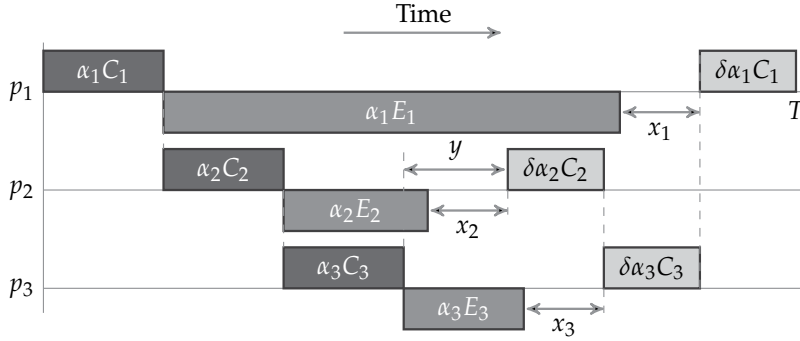 Time
α₁C₁ δα₁C₁
p₁
α₁E₁ x₁ T
α₂C₂ y δα₂C₂
p₂
α₂E₂ x₂
α₃C₃ δα₃C₃
p₃
α₃E₃ x₃